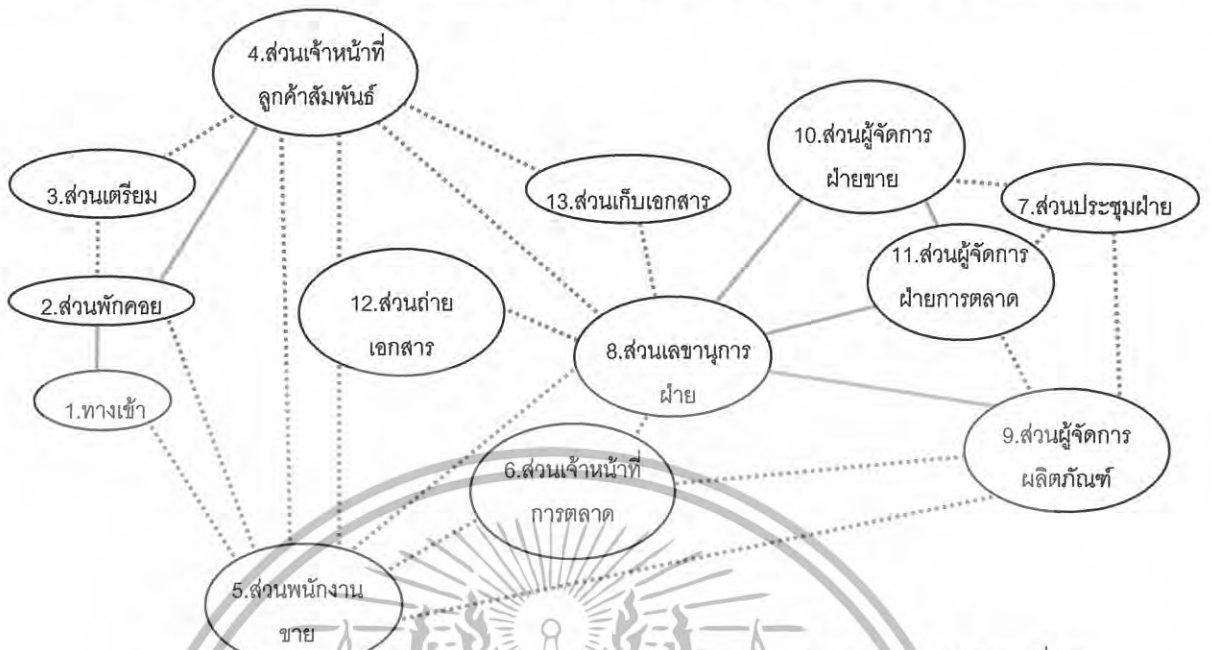 4.ส่วนเจ้าหน้าที่
ลูกค้าสัมพันธ์
10.ส่วนผู้จัดการ
ฝ่ายขาย
3.ส่วนเตรียม
13.ส่วนเก็บเอกสาร
7.ส่วนประชุมฝ่าย
11.ส่วนผู้จัดการ
ฝ่ายการตลาด
2.ส่วนพักคอย
12.ส่วนถ่าย
เอกสาร
8.ส่วนเลขานุการ
ฝ่าย
1.ทางเข้า
9.ส่วนผู้จัดการ
ผลิตภัณฑ์
6.ส่วนเจ้าหน้าที่
การตลาด
5.ส่วนพนักงาน
ขาย